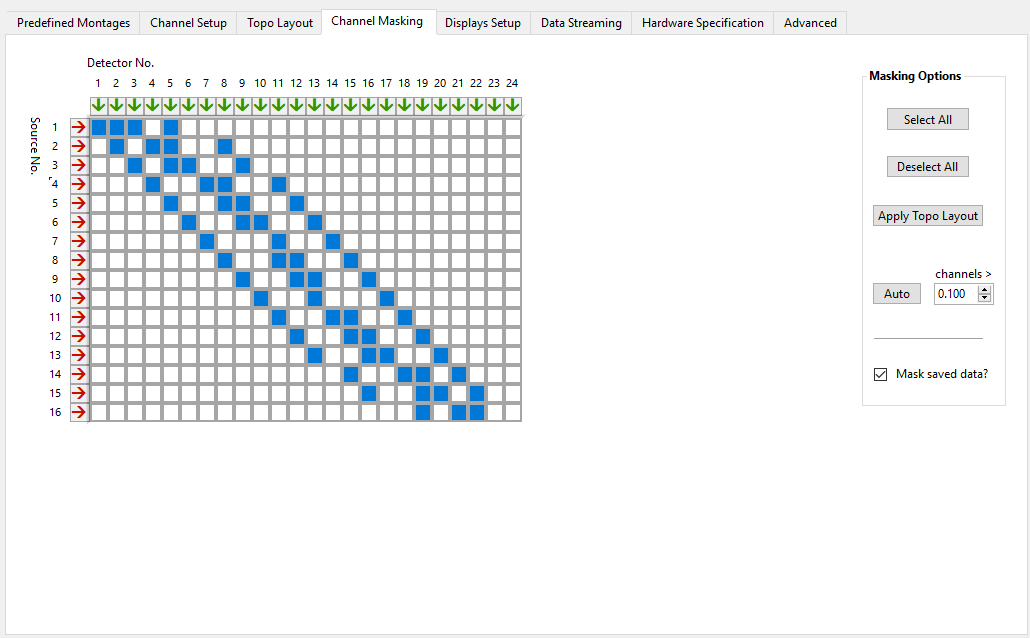 Predefined Montages Channel Setup Topo Layout Channel Masking Displays Setup Data Streaming Hardware Specification Advanced
Detector No.
1 2 3 4 5 6 7 8 9 10 11 12 13 14 15 16 17 18 19 20 21 22 23 24
Source No.
1
2
3
4
5
6
7
8
9
10
11
12
13
14
15
16
Masking Options
Select All
Deselect All
Apply Topo Layout
channels >
Auto 0.100
Mask saved data?